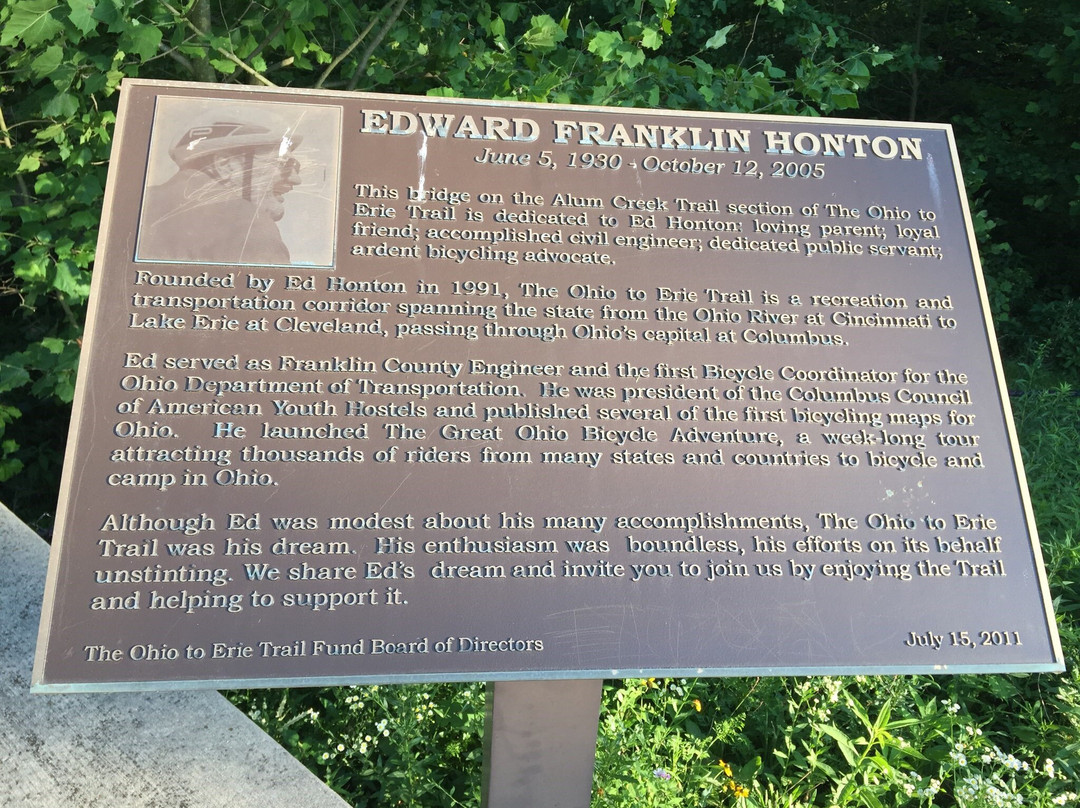 EDWARD FRANKLIN HONTON
June 5, 1930 - October 12, 2005
This bridge on the Alum Creek Trail section of The Ohio to
Erie Trail is dedicated to Ed Honton: loving parent; loyal
friend; accomplished civil engineer; dedicated public servant;
ardent bicycling advocate.
Founded by Ed Honton in 1991, The Ohio to Erie Trail is a recreation and
transportation corridor spanning the state from the Ohio River at Cincinnati to
Lake Erie at Cleveland, passing through Ohio's capital at Columbus.
Ed served as Franklin County Engineer and the first Bicycle Coordinator for the
Ohio Department of Transportation. He was president of the Columbus Council
of American Youth Hostels and published several of the first bicycling maps for
Ohio. He launched The Great Ohio Bicycle Adventure, a week-long tour
attracting thousands of riders from many states and countries to bicycle and
camp in Ohio.
Although Ed was modest about his many accomplishments, The Ohio to Erie
Trail was his dream. His enthusiasm was boundless, his efforts on its behalf
unstinting. We share Ed's dream and invite you to join us by enjoying the Trail
and helping to support it.
The Ohio to Erie Trail Fund Board of Directors
July 15, 2011